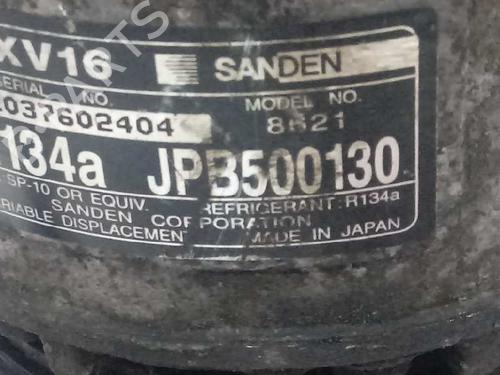 XV16 SANDEN
SERIAL NO. MODEL NO.
037602404 8621
134a JPB500130
SP-10 OR EQUIV. REFRIGERANT: R134a
SANDEN CORPORATION
VARIABLE DISPLACEMENT MADE IN JAPAN